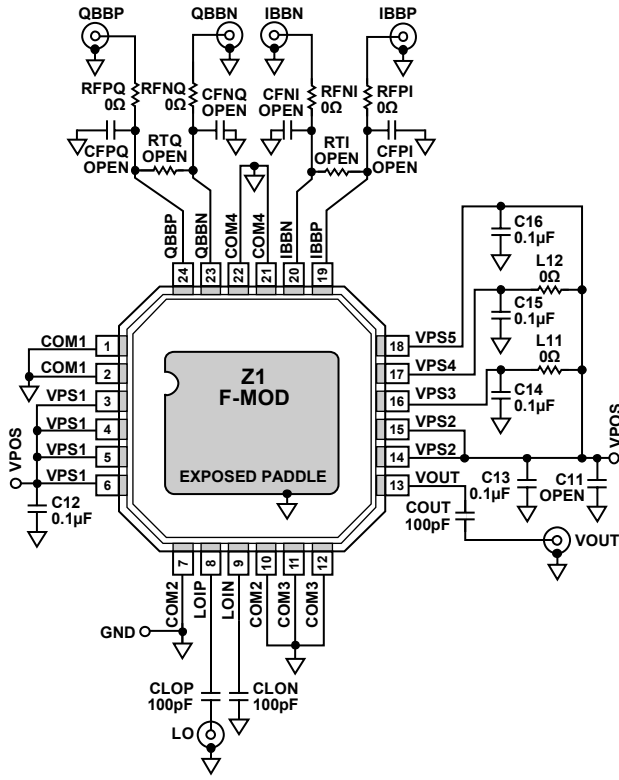 QBBP QBBN IBBN IBBP
RFPQ
0Ω
RFNQ
0Ω
CFNQ
OPEN
CFNI
OPEN
RFNI
0Ω
RFPI
0Ω
CFPQ
OPEN
RTQ
OPEN
RTI
OPEN
CFPI
OPEN
QBBP
QBBN
COM4
COM4
IBBN
IBBP
24 23 22 21 20 19
C16
0.1µF
L12
0Ω
C15
0.1µF
L11
0Ω
C14
0.1µF
COM1 1
COM1 2
VPS1 3
VPS1 4
VPS1 5
VPS1 6
VPOS
C12
0.1µF
Z1
F-MOD
EXPOSED PADDLE
18 VPS5
17 VPS4
16 VPS3
15 VPS2
14 VPS2
13 VOUT
VPOS
C13
0.1µF
C11
OPEN
COUT
100pF
VOUT
7 8 9 10 11 12
COM2
LOIP
LOIN
COM2
COM3
COM3
GND
CLOP
100pF
CLON
100pF
LO